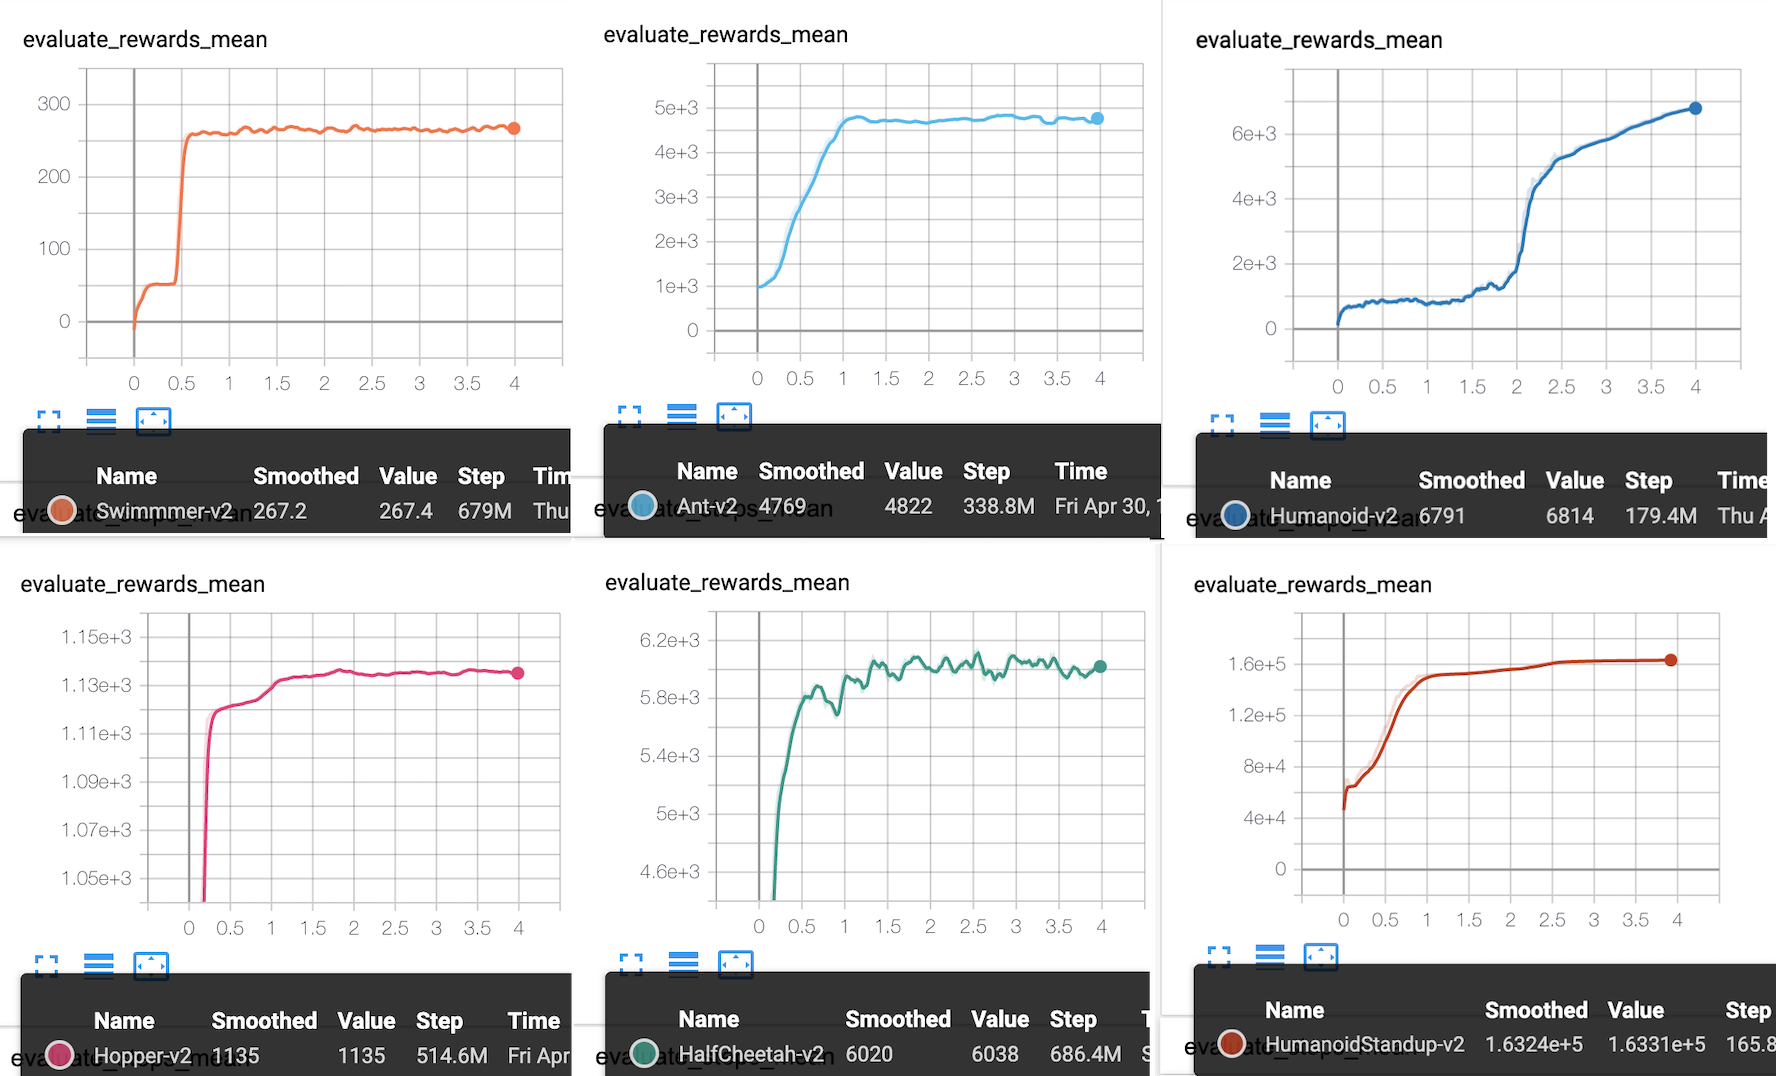 evaluate_rewards_mean
300
200
100
0
0 0.5 1 1.5 2 2.5 3 3.5 4
Name Smoothed Value Step Tim
Swimmmer-v2 267.2 267.4 679M Thu
evaluate_rewards_mean
5e+3
4e+3
3e+3
2e+3
1e+3
0
0 0.5 1 1.5 2 2.5 3 3.5 4
Name Smoothed Value Step Time
Ant-v2 4769 4822 338.8M Fri Apr 30, 1
evaluate_rewards_mean
6e+3
4e+3
2e+3
0
0 0.5 1 1.5 2 2.5 3 3.5 4
Name Smoothed Value Step Time
Humanoid-v2 6791 6814 179.4M Thu A
evaluate_rewards_mean
1.15e+3
1.13e+3
1.11e+3
1.09e+3
1.07e+3
1.05e+3
0 0.5 1 1.5 2 2.5 3 3.5 4
Name Smoothed Value Step Time
Hopper-v2 1135 1135 514.6M Fri Apr
evaluate_rewards_mean
6.2e+3
5.8e+3
5.4e+3
5e+3
4.6e+3
0 0.5 1 1.5 2 2.5 3 3.5 4
Name Smoothed Value Step T
HalfCheetah-v2 6020 6038 686.4M S
evaluate_rewards_mean
1.6e+5
1.2e+5
8e+4
4e+4
0
0 0.5 1 1.5 2 2.5 3 3.5 4
Name Smoothed Value Step
HumanoidStandup-v2 1.6324e+5 1.6331e+5 165.8